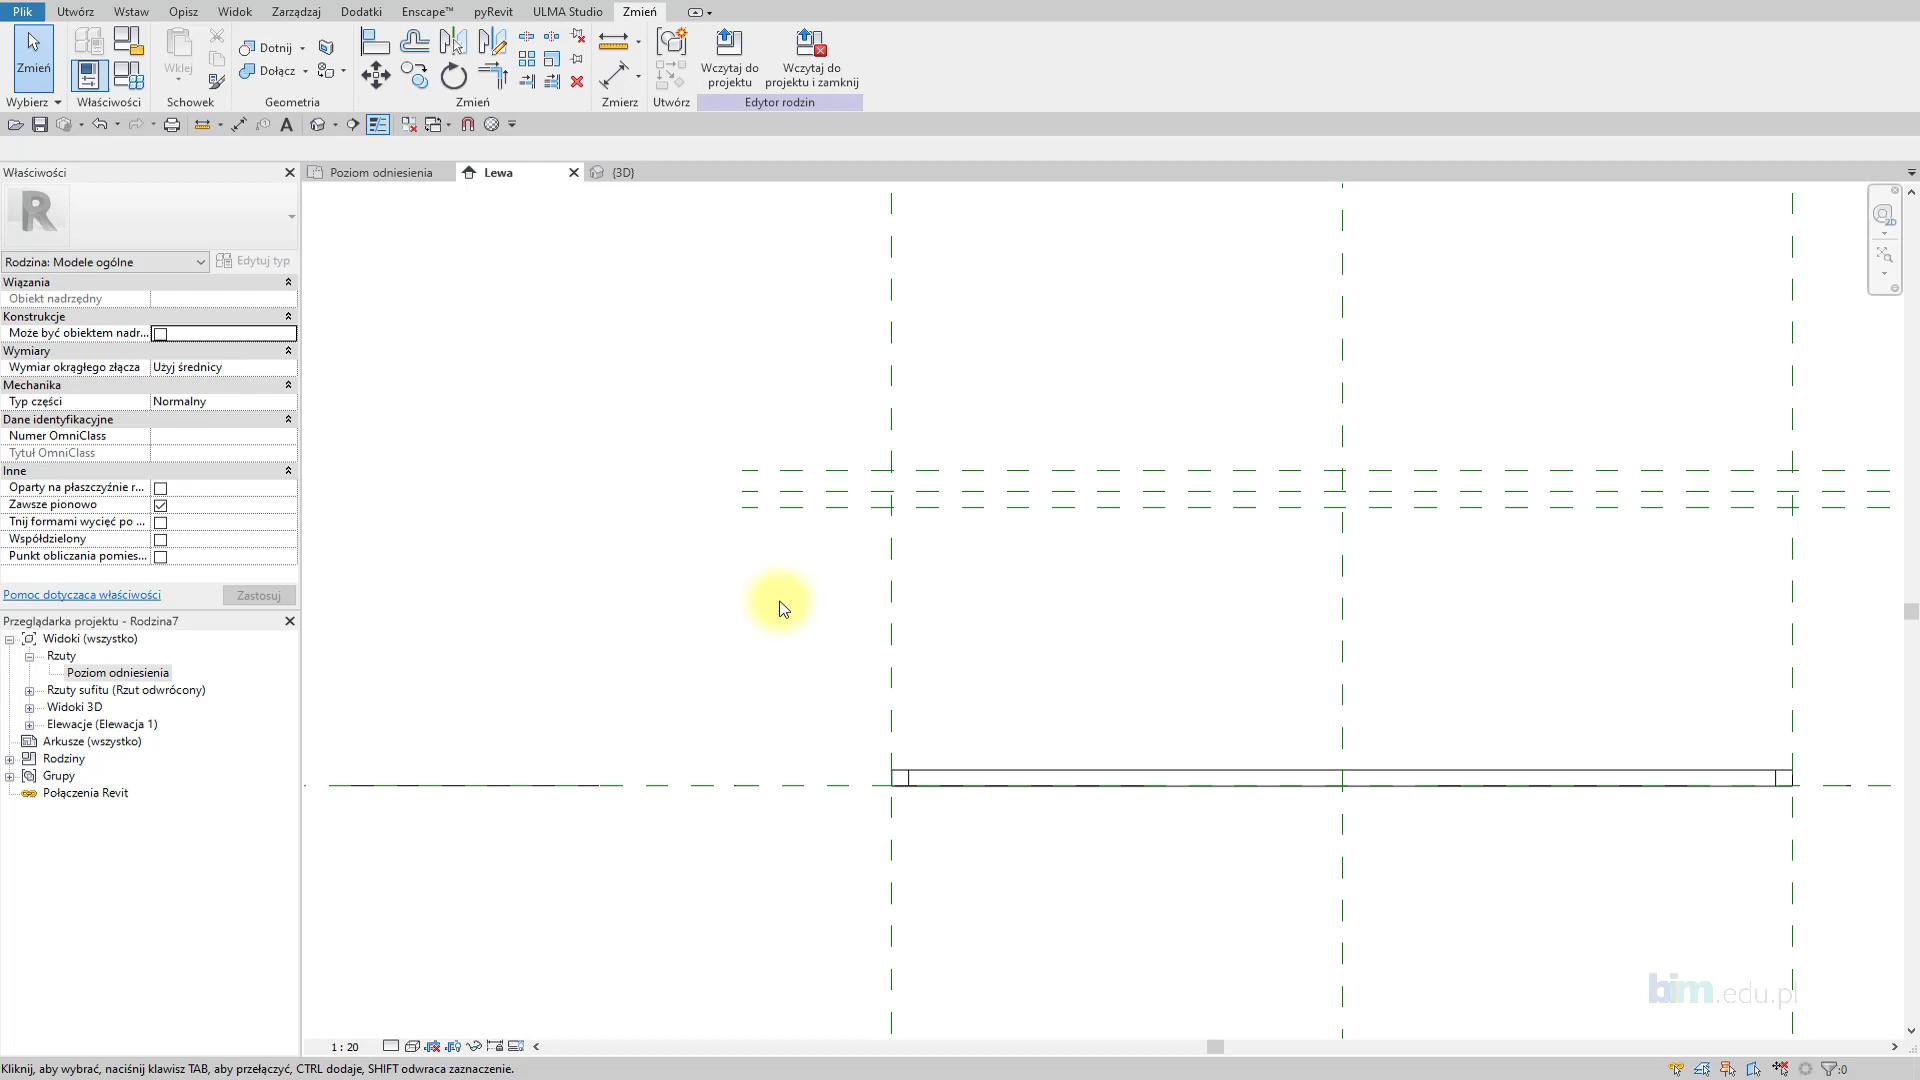 Plik Utwórz Wstaw Opisz Widok Zarządzaj Dodatki Enscape™ pyRevit ULMA Studio Zmień
Zmień
Wklej
Dotnij
Dołącz
Wczytaj do projektu
Wczytaj do projektu i zamknij
Wybierz Właściwości Schowek Geometria Zmień Zmierz Utwórz Edytor rodzin
Właściwości
Poziom odniesienia Lewa {3D}
R
2D
Rodzina: Modele ogólne Edytuj typ
Wiązania
Obiekt nadrzędny
Konstrukcje
Może być obiektem nadr...
Wymiary
Wymiar okrągłego złącza Użyj średnicy
Mechanika
Typ części Normalny
Dane identyfikacyjne
Numer OmniClass
Tytuł OmniClass
Inne
Oparty na płaszczyźnie r...
Zawsze pionowo
Tnij formami wycięć po ...
Współdzielony
Punkt obliczania pomies...
Pomoc dotycząca właściwości Zastosuj
Przeglądarka projektu - Rodzina7
Widoki (wszystko)
Rzuty
Poziom odniesienia
Rzuty sufitu (Rzut odwrócony)
Widoki 3D
Elewacje (Elewacja 1)
Arkusze (wszystko)
Rodziny
Grupy
Połączenia Revit
bim.edu.pl
1 : 20
Kliknij, aby wybrać, naciśnij klawisz TAB, aby przełączyć, CTRL dodaje, SHIFT odwraca zaznaczenie.
:0